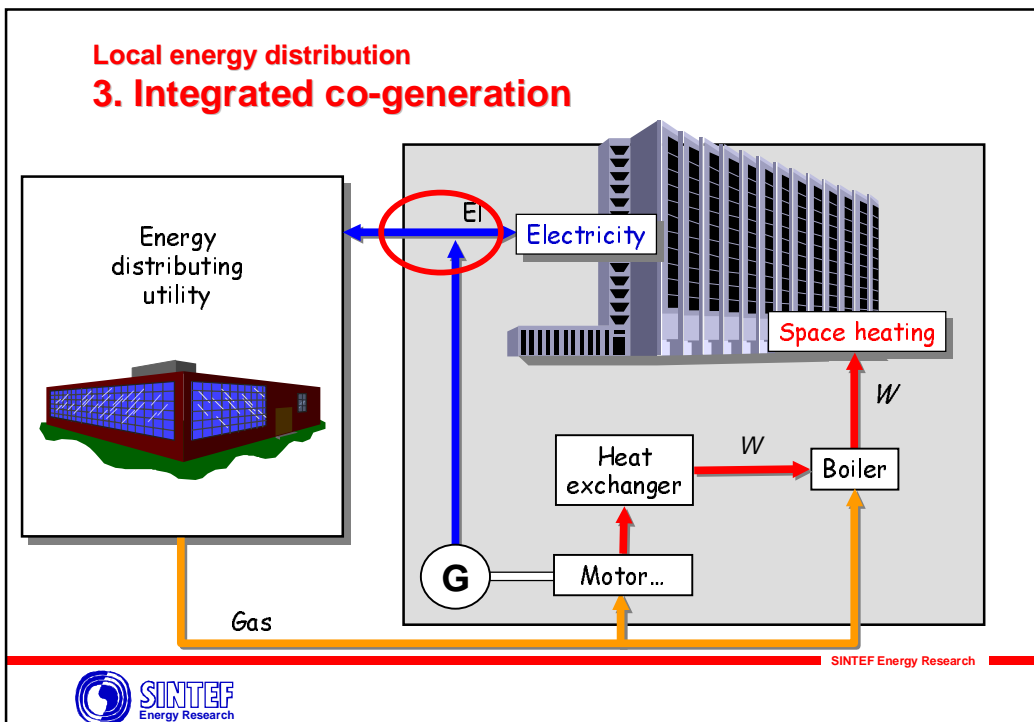 Local energy distribution
3. Integrated co-generation
Energy
distributing
utility
El
Electricity
Space heating
W
W
Heat
exchanger
Boiler
G
Motor…
Gas
SINTEF Energy Research
SINTEF
Energy Research